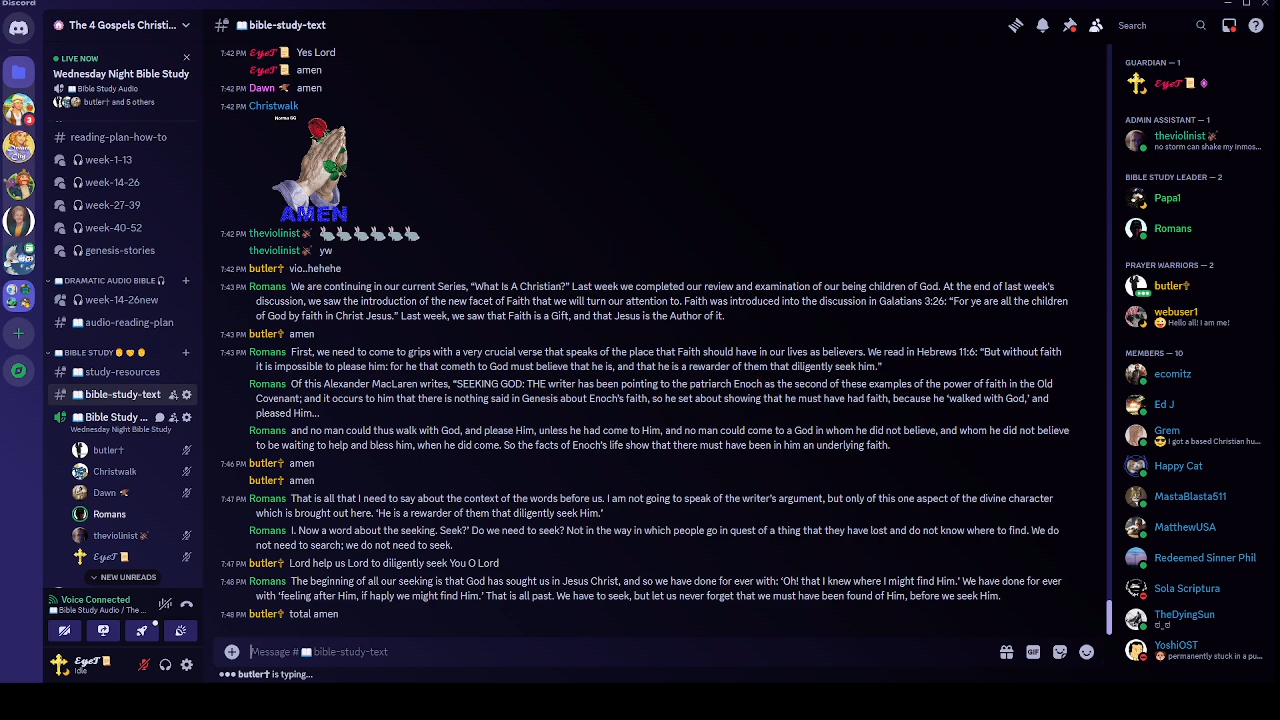 Discord
The 4 Gospels Christi...
LIVE NOW
Wednesday Night Bible Study
Bible Study Audio
butler✝ and 5 others
reading-plan-how-to
week-1-13
week-14-26
week-27-39
week-40-52
genesis-stories
DRAMATIC AUDIO BIBLE
week-14-26new
audio-reading-plan
BIBLE STUDY
study-resources
bible-study-text
Bible Study ...
Wednesday Night Bible Study
butler✝
Christwalk
Dawn
Romans
theviolinist
EyeT
NEW UNREADS
Voice Connected
Bible Study Audio / The ...
EyeT
Idle
3
bible-study-text
Search
7:42 PM EyeT Yes Lord
EyeT amen
7:42 PM Dawn amen
7:42 PM Christwalk
Norma GG
AMEN
7:42 PM theviolinist 🐇🐇🐇🐇🐇🐇
theviolinist yw
7:42 PM butler✝ vio..hehehe
7:43 PM Romans We are continuing in our current Series, “What Is A Christian?” Last week we completed our review and examination of our being children of God. At the end of last week's
discussion, we saw the introduction of the new facet of Faith that we will turn our attention to. Faith was introduced into the discussion in Galatians 3:26: “For ye are all the children
of God by faith in Christ Jesus.” Last week, we saw that Faith is a Gift, and that Jesus is the Author of it.
7:43 PM butler✝ amen
7:43 PM Romans First, we need to come to grips with a very crucial verse that speaks of the place that Faith should have in our lives as believers. We read in Hebrews 11:6: “But without faith
it is impossible to please him: for he that cometh to God must believe that he is, and that he is a rewarder of them that diligently seek him.”
Romans Of this Alexander MacLaren writes, “SEEKING GOD: THE writer has been pointing to the patriarch Enoch as the second of these examples of the power of faith in the Old
Covenant; and it occurs to him that there is nothing said in Genesis about Enoch's faith, so he set about showing that he must have had faith, because he ‘walked with God,’ and
pleased Him...
Romans and no man could thus walk with God, and please Him, unless he had come to Him, and no man could come to a God in whom he did not believe, and whom he did not believe
to be waiting to help and bless him, when he did come. So the facts of Enoch's life show that there must have been in him an underlying faith.
7:46 PM butler✝ amen
butler✝ amen
7:47 PM Romans That is all that I need to say about the context of the words before us. I am not going to speak of the writer's argument, but only of this one aspect of the divine character
which is brought out here. ‘He is a rewarder of them that diligently seek Him.’
Romans I. Now a word about the seeking. Seek?’ Do we need to seek? Not in the way in which people go in quest of a thing that they have lost and do not know where to find. We do
not need to search; we do not need to seek.
7:47 PM butler✝ Lord help us Lord to diligently seek You O Lord
7:48 PM Romans The beginning of all our seeking is that God has sought us in Jesus Christ, and so we have done for ever with: ‘Oh! that I knew where I might find Him.’ We have done for ever
with ‘feeling after Him, if haply we might find Him.’ That is all past. We have to seek, but let us never forget that we must have been found of Him, before we seek Him.
7:48 PM butler✝ total amen
Message # bible-study-text
GIF
butler✝ is typing...
GUARDIAN — 1
EyeT
ADMIN ASSISTANT — 1
theviolinist
no storm can shake my inmos...
BIBLE STUDY LEADER — 2
Papa1
Romans
PRAYER WARRIORS — 2
butler✝
webuser1
Hello all! I am me!
MEMBERS — 10
ecomitz
Ed J
Grem
I got a based Christian hu...
Happy Cat
MastaBlasta511
MatthewUSA
Redeemed Sinner Phil
Sola Scriptura
TheDyingSun
YoshiOST
permanently stuck in a pu...